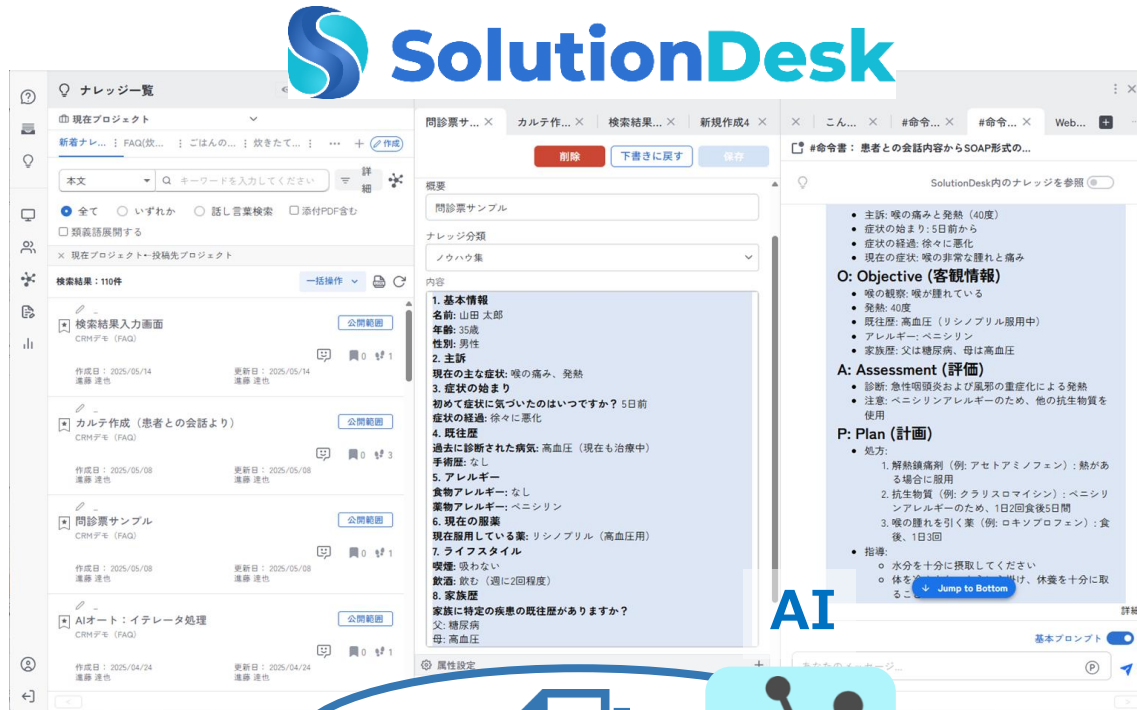 SolutionDesk
ナレッジ一覧
現在プロジェクト
新着ナレ...
FAQ(炊...
ごはんの...
炊きたて...
作成
本文
キーワードを入力してください
詳細
全て
いずれか
話し言葉検索
添付PDF含む
類義語展開する
× 現在プロジェクト←投稿先プロジェクト
検索結果：110件
一括操作
検索結果入力画面
公開範囲
CRMデモ（FAQ）
0
1
作成日： 2025/05/14
更新日： 2025/05/14
進藤 達也
進藤 達也
カルテ作成（患者との会話より）
公開範囲
CRMデモ（FAQ）
0
3
作成日： 2025/05/08
更新日： 2025/05/08
進藤 達也
進藤 達也
問診票サンプル
公開範囲
CRMデモ（FAQ）
0
1
作成日： 2025/05/08
更新日： 2025/05/08
進藤 達也
進藤 達也
AIオート：イテレータ処理
公開範囲
CRMデモ（FAQ）
0
1
作成日： 2025/04/24
更新日： 2025/04/24
進藤 達也
進藤 達也
問診票サ... ×
カルテ作... ×
検索結果... ×
新規作成4 ×
削除
下書きに戻す
保存
概要
問診票サンプル
ナレッジ分類
ノウハウ集
内容
1. 基本情報
名前: 山田 太郎
年齢: 35歳
性別: 男性
2. 主訴
現在の主な症状: 喉の痛み、発熱
3. 症状の始まり
初めて症状に気づいたのはいつですか？ 5日前
症状の経過: 徐々に悪化
4. 既往歴
過去に診断された病気: 高血圧（現在も治療中）
手術歴: なし
5. アレルギー
食物アレルギー: なし
薬物アレルギー: ペニシリン
6. 現在の服薬
現在服用している薬: リシノプリル（高血圧用）
7. ライフスタイル
喫煙: 吸わない
飲酒: 飲む（週に2回程度）
8. 家族歴
家族に特定の疾患の既往歴がありますか？
父: 糖尿病
母: 高血圧
属性設定
×
こん... ×
#命令... ×
#命令... ×
Web...
#命令書： 患者との会話内容からSOAP形式の...
SolutionDesk内のナレッジを参照
主訴: 喉の痛みと発熱（40度）
症状の始まり: 5日前から
症状の経過: 徐々に悪化
現在の症状: 喉の非常な腫れと痛み
O: Objective (客観情報)
喉の観察: 喉が腫れている
発熱: 40度
既往歴: 高血圧（リシノプリル服用中）
アレルギー: ペニシリン
家族歴: 父は糖尿病、母は高血圧
A: Assessment (評価)
診断: 急性咽頭炎および風邪の重症化による発熱
注意: ペニシリンアレルギーのため、他の抗生物質を
使用
P: Plan (計画)
処方:
1. 解熱鎮痛剤（例: アセトアミノフェン）: 熱があ
る場合に服用
2. 抗生物質（例: クラリスロマイシン）: ペニシリ
ンアレルギーのため、1日2回食後5日間
3. 喉の腫れを引く薬（例: ロキソプロフェン）: 食
後、1日3回
指導:
水分を十分に摂取してください
体を
掛け、休養を十分に取
るこ
Jump to Bottom
詳細
AI
基本プロンプト
あなたのメッセージ...
P